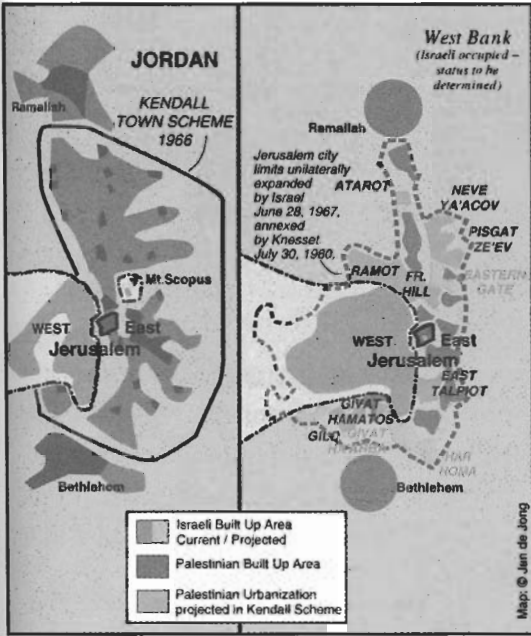 JORDAN
Ramallah
KENDALL
TOWN SCHEME
1966
Mt.Scopus
WEST
East
Jerusalem
Bethlehem
West Bank
(Israeli occupied –
status to be
determined)
Ramallah
Jerusalem city
limits unilaterally
expanded
by Israel
June 28, 1967,
annexed
by Knesset
July 30, 1980.
ATAROT
NEVE
YA'ACOV
PISGAT
ZE'EV
EASTERN
GATE
RAMOT
FR.
HILL
WEST
East
Jerusalem
EAST
TALPIOT
GIVAT
HAMATOS
GIVAT
GILO
HAR
HOMA
Bethlehem
Israeli Built Up Area
Current / Projected
Palestinian Built Up Area
Palestinian Urbanization
projected in Kendall Scheme
Map: © Jan de Jong